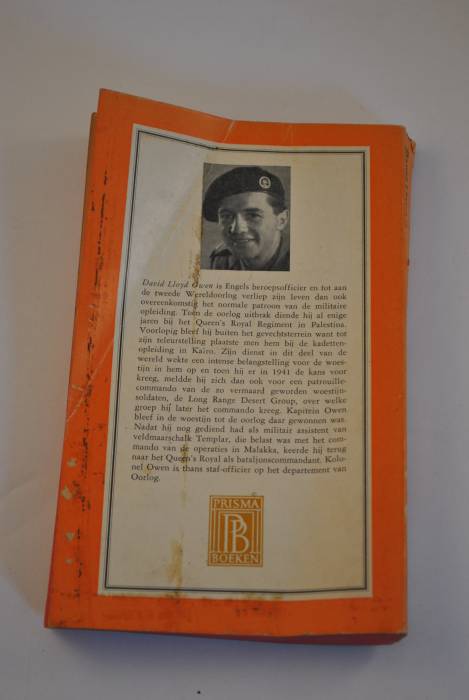 David Lloyd Owen is Engels beroepsofficier en tot aan
de tweede Wereldoorlog verliep zijn leven dan ook
overeenkomstig het normale patroon van de militaire
opleiding. Toen de oorlog uitbrak diende hij al enige
jaren bij het Queen's Royal Regiment in Palestina.
Voorlopig bleef hij buiten het gevechtsterrein want tot
zijn teleurstelling plaatste men hem bij de kadetten-
opleiding in Kaïro. Zijn dienst in dit deel van de
wereld wekte een intense belangstelling voor de woes-
tijn in hem op en toen hij er in 1941 de kans voor
kreeg, meldde hij zich dan ook voor een patrouille-
commando van de zo vermaard geworden woestijn-
soldaten, de Long Range Desert Group, over welke
groep hij later het commando kreeg. Kapitein Owen
bleef in de woestijn tot de oorlog daar gewonnen was.
Nadat hij nog gediend had als militair assistent van
veldmaarschalk Templar, die belast was met het com-
mando van de operaties in Malakka, keerde hij terug
naar het Queen's Royal als bataljonscommandant. Kolo-
nel Owen is thans staf-officier op het departement van
Oorlog.
PRISMA
PB
BOEKEN